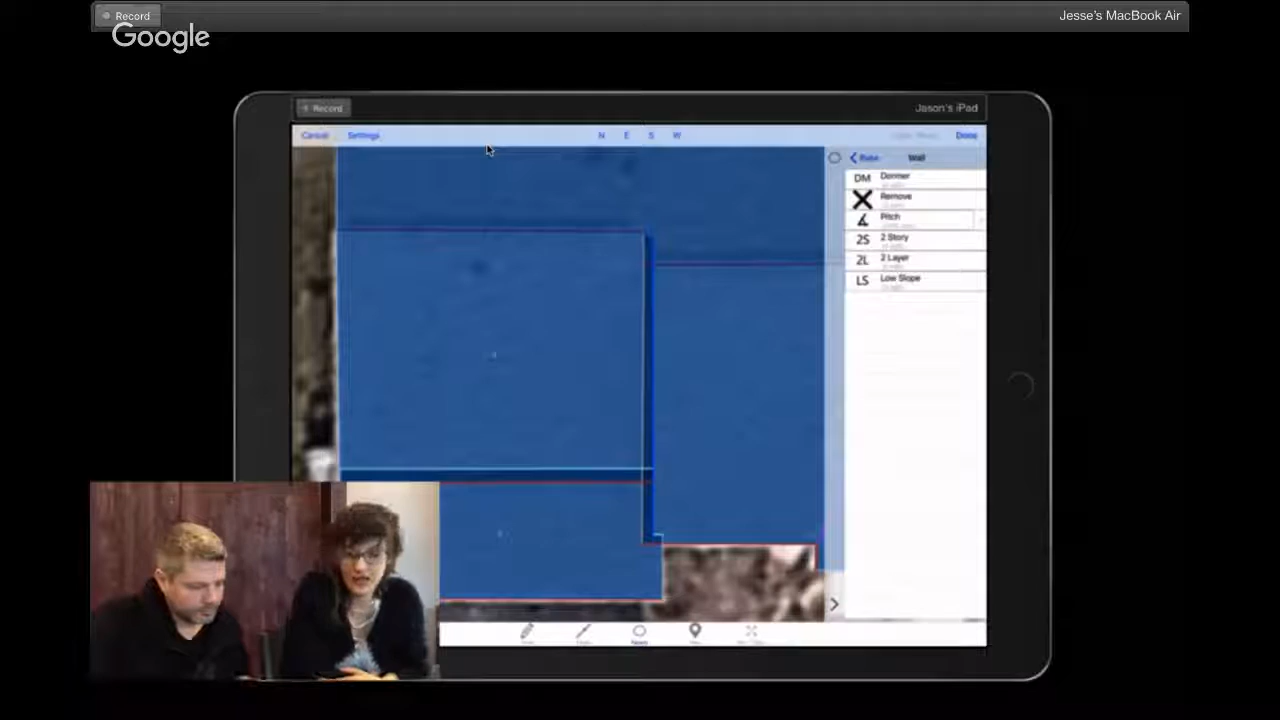 Record
Jesse's MacBook Air
Google
Record
Jason's iPad
Cancel
Settings
N E S W
Done
Wall
DM Dormer
Remove
Pitch
2S 2 Story
2L 2 Layer
LS Low Slope